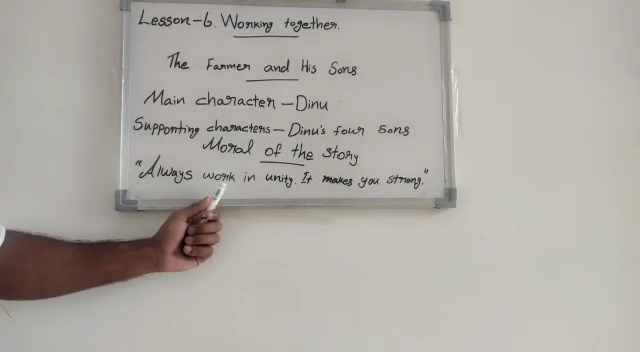 Lesson-6. Working together.
The Farmer and His Sons
Main character - Dinu
Supporting characters - Dinu's four sons
Moral of the story
"Always work in unity. It makes you strong."